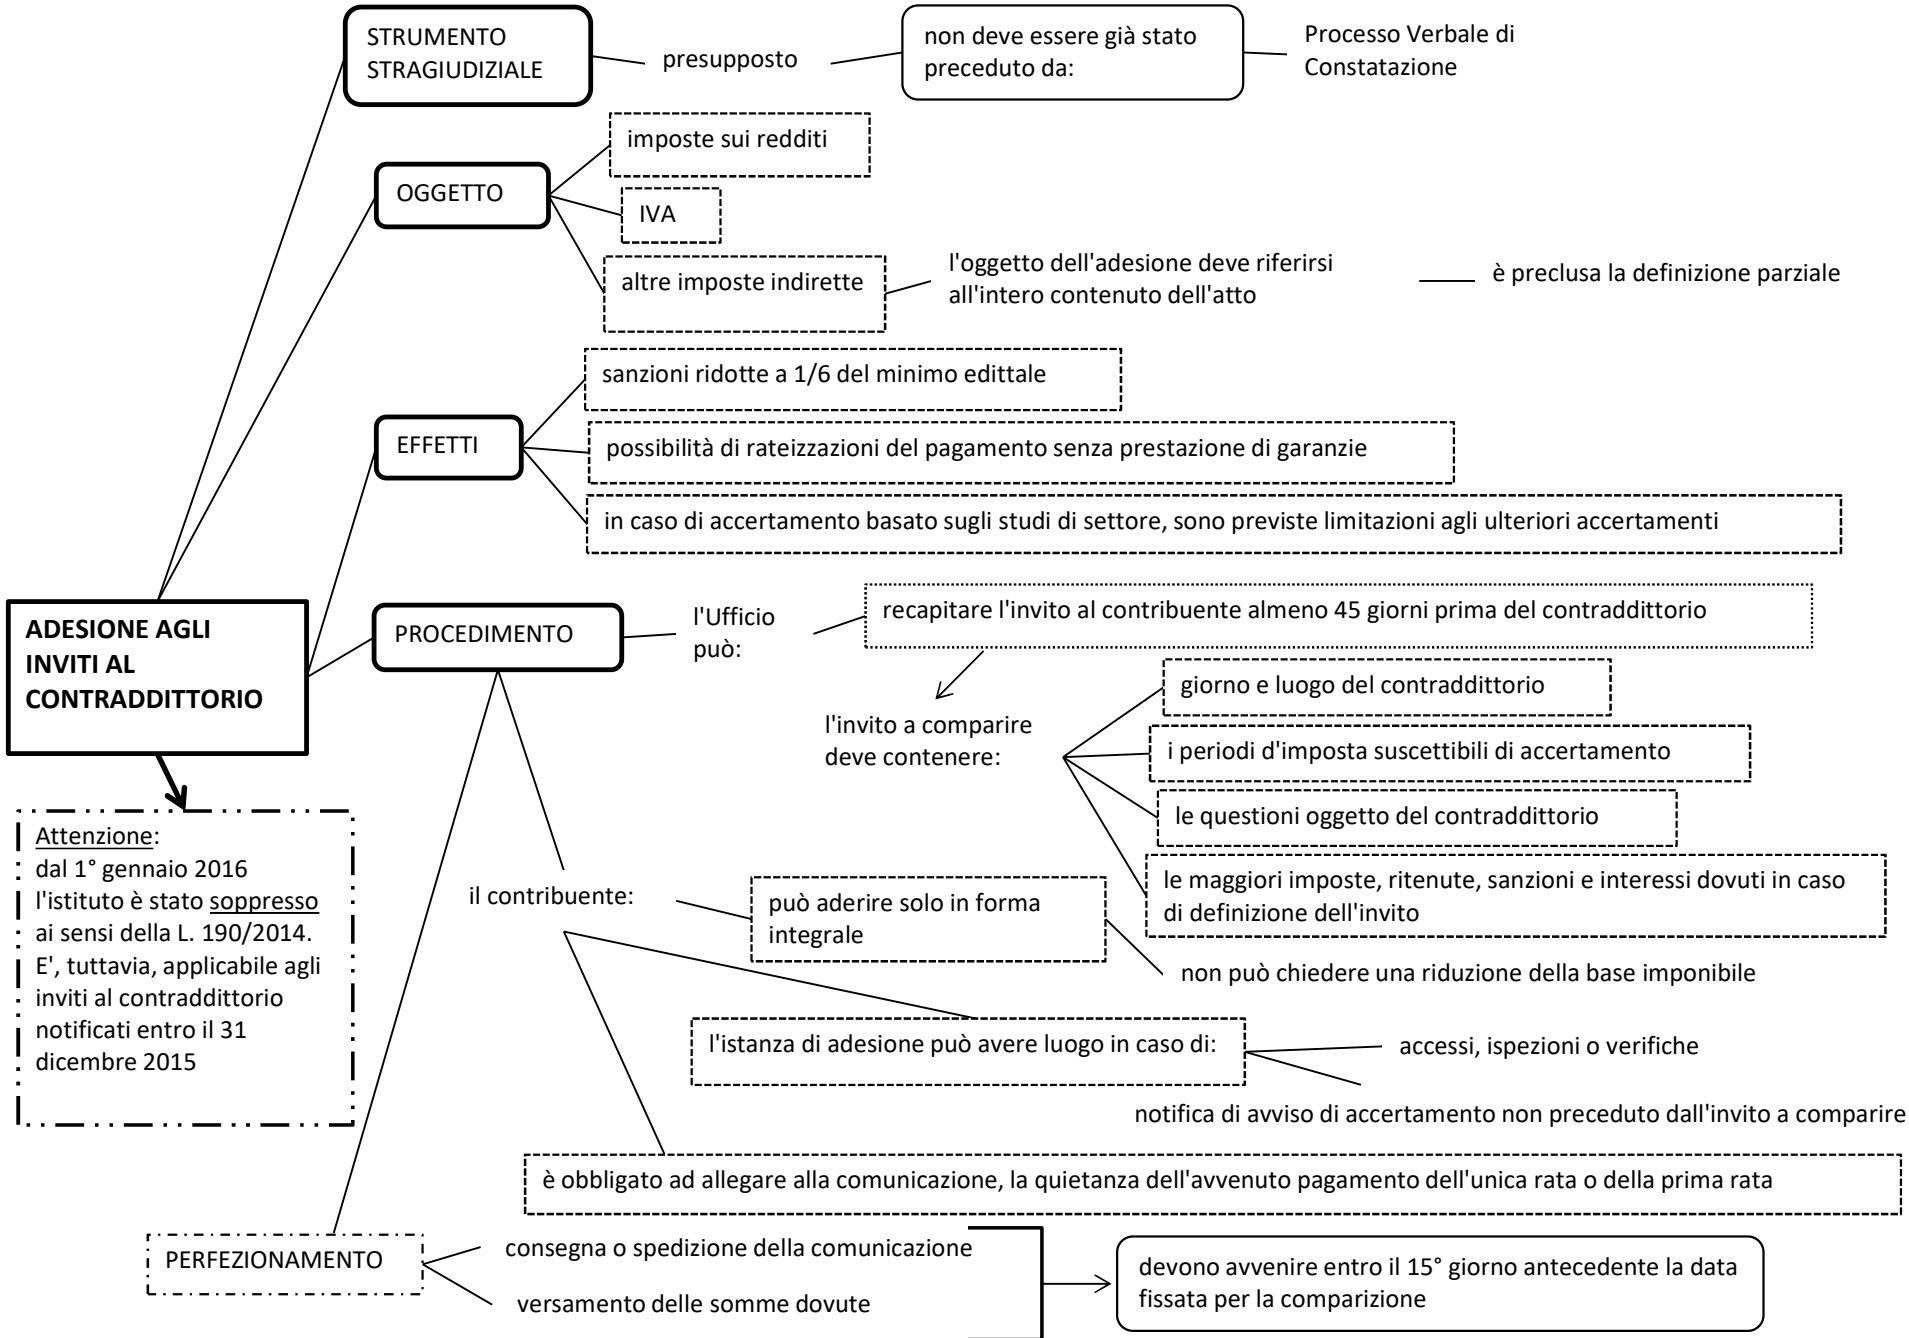 STRUMENTO
STRAGIUDIZIALE
presupposto
non deve essere già stato
preceduto da:
Processo Verbale di
Constatazione
OGGETTO
imposte sui redditi
IVA
altre imposte indirette
l'oggetto dell'adesione deve riferirsi
all'intero contenuto dell'atto
è preclusa la definizione parziale
EFFETTI
sanzioni ridotte a 1/6 del minimo edittale
possibilità di rateizzazioni del pagamento senza prestazione di garanzie
in caso di accertamento basato sugli studi di settore, sono previste limitazioni agli ulteriori accertamenti
ADESIONE AGLI
INVITI AL
CONTRADDITTORIO
PROCEDIMENTO
l'Ufficio
può:
recapitare l'invito al contribuente almeno 45 giorni prima del contraddittorio
l'invito a comparire
deve contenere:
giorno e luogo del contraddittorio
i periodi d'imposta suscettibili di accertamento
le questioni oggetto del contraddittorio
le maggiori imposte, ritenute, sanzioni e interessi dovuti in caso
di definizione dell'invito
Attenzione:
dal 1° gennaio 2016
l'istituto è stato soppresso
ai sensi della L. 190/2014.
E', tuttavia, applicabile agli
inviti al contraddittorio
notificati entro il 31
dicembre 2015
il contribuente:
può aderire solo in forma
integrale
non può chiedere una riduzione della base imponibile
l'istanza di adesione può avere luogo in caso di:
accessi, ispezioni o verifiche
notifica di avviso di accertamento non preceduto dall'invito a comparire
è obbligato ad allegare alla comunicazione, la quietanza dell'avvenuto pagamento dell'unica rata o della prima rata
PERFEZIONAMENTO
consegna o spedizione della comunicazione
versamento delle somme dovute
devono avvenire entro il 15° giorno antecedente la data
fissata per la comparizione